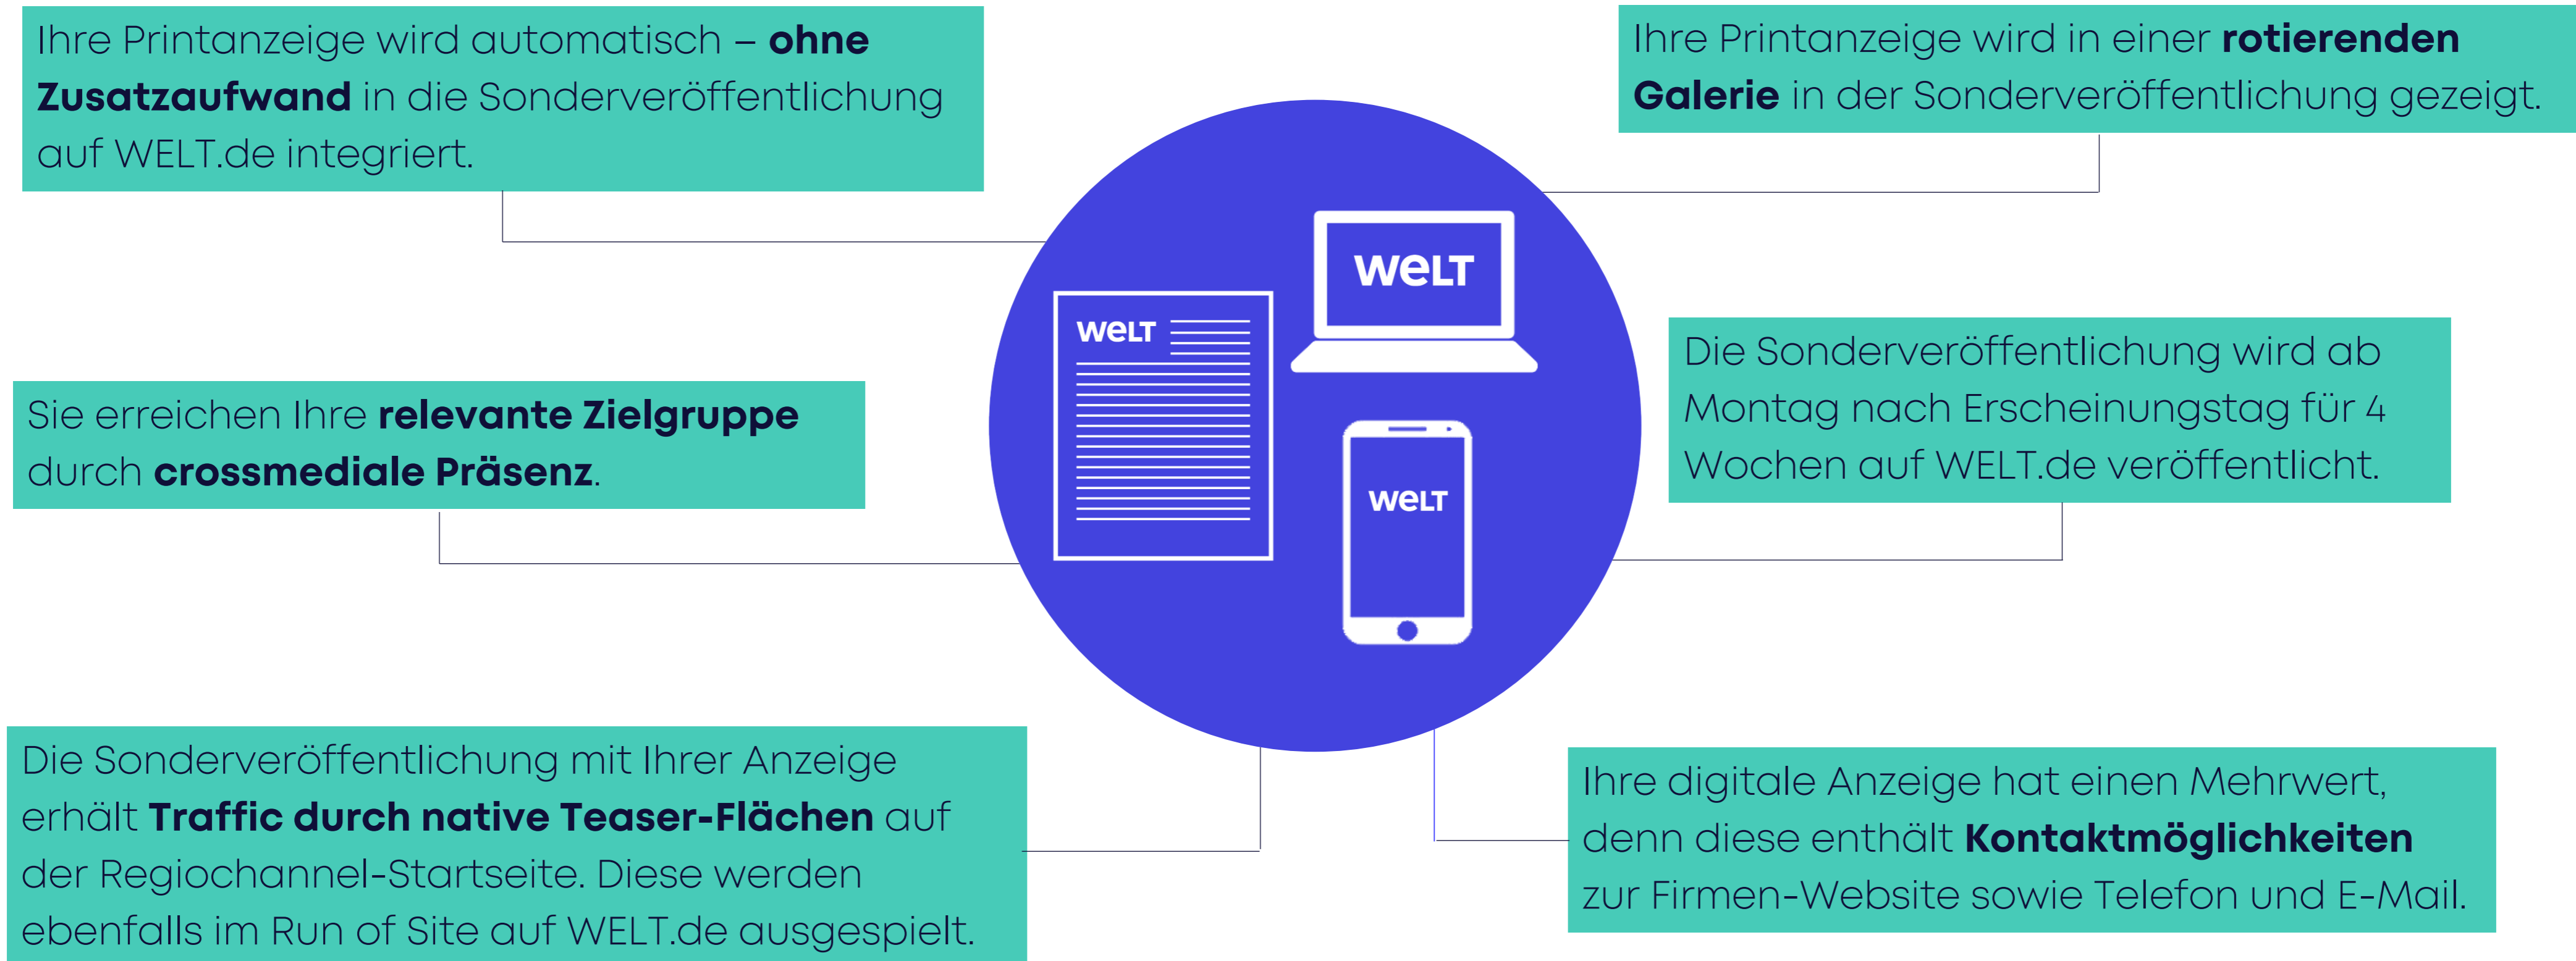 Ihre Printanzeige wird automatisch – ohne
Zusatzaufwand in die Sonderveröffentlichung
auf WELT.de integriert.
Ihre Printanzeige wird in einer rotierenden
Galerie in der Sonderveröffentlichung gezeigt.
WELT
WELT
WELT
Sie erreichen Ihre relevante Zielgruppe
durch crossmediale Präsenz.
Die Sonderveröffentlichung wird ab
Montag nach Erscheinungstag für 4
Wochen auf WELT.de veröffentlicht.
Die Sonderveröffentlichung mit Ihrer Anzeige
erhält Traffic durch native Teaser-Flächen auf
der Regiochannel-Startseite. Diese werden
ebenfalls im Run of Site auf WELT.de ausgespielt.
Ihre digitale Anzeige hat einen Mehrwert,
denn diese enthält Kontaktmöglichkeiten
zur Firmen-Website sowie Telefon und E-Mail.